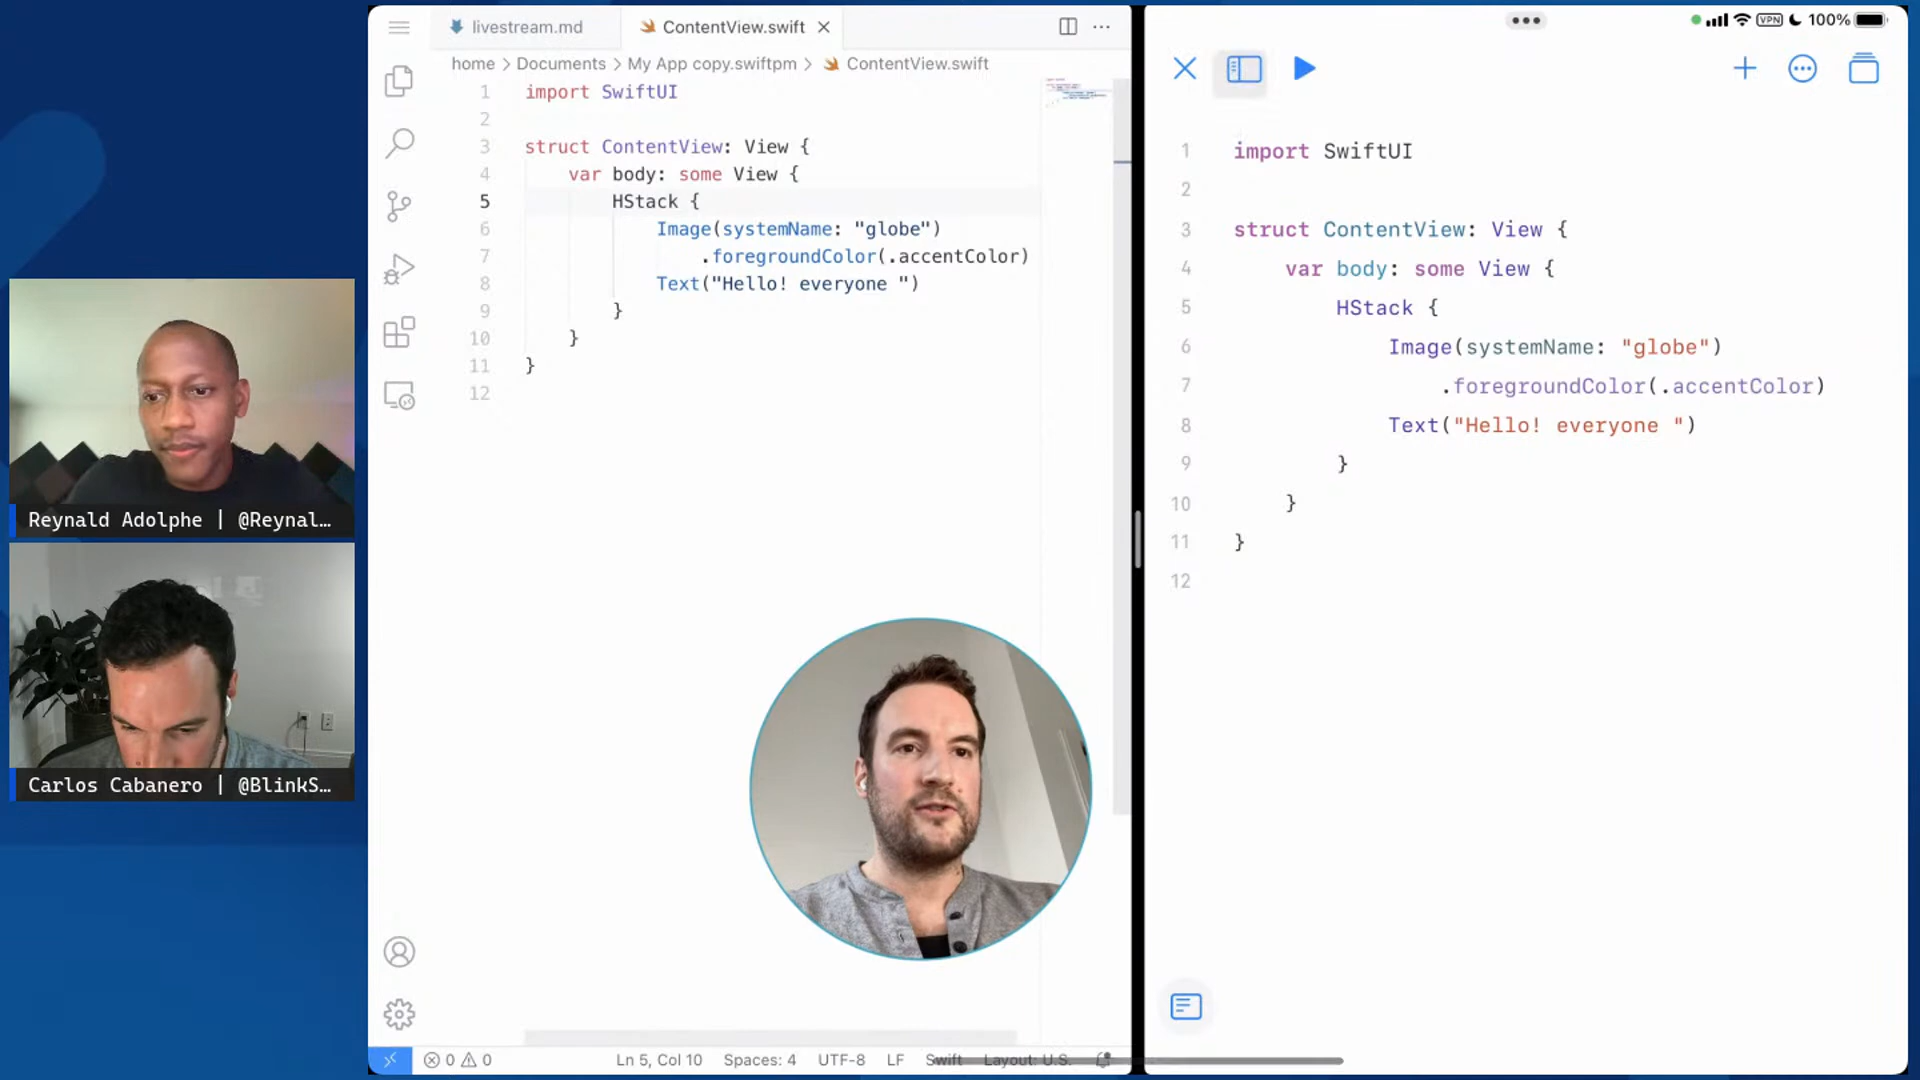 livestream.md
ContentView.swift
home > Documents > My App copy.swiftpm > ContentView.swift
1 import SwiftUI
2
3 struct ContentView: View {
4 var body: some View {
5 HStack {
6 Image(systemName: "globe")
7 .foregroundColor(.accentColor)
8 Text("Hello! everyone ")
9 }
10 }
11 }
12
Ln 5, Col 10 Spaces: 4 UTF-8 LF Swift Layout: U.S.
0 0
VPN 100%
1 import SwiftUI
2
3 struct ContentView: View {
4 var body: some View {
5 HStack {
6 Image(systemName: "globe")
7 .foregroundColor(.accentColor)
8 Text("Hello! everyone ")
9 }
10 }
11 }
12
Reynald Adolphe | @Reynal...
Carlos Cabanero | @BlinkS...